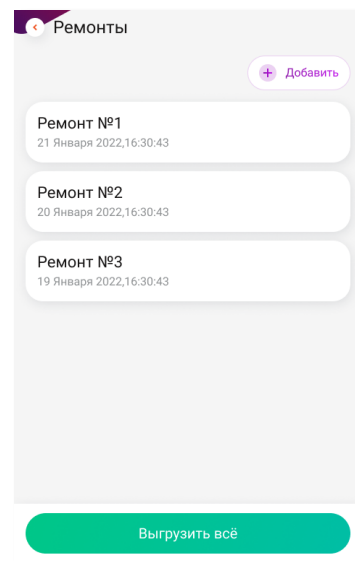 Ремонты
Добавить
Ремонт №1
21 Января 2022,16:30:43
Ремонт №2
20 Января 2022,16:30:43
Ремонт №3
19 Января 2022,16:30:43
Выгрузить всё